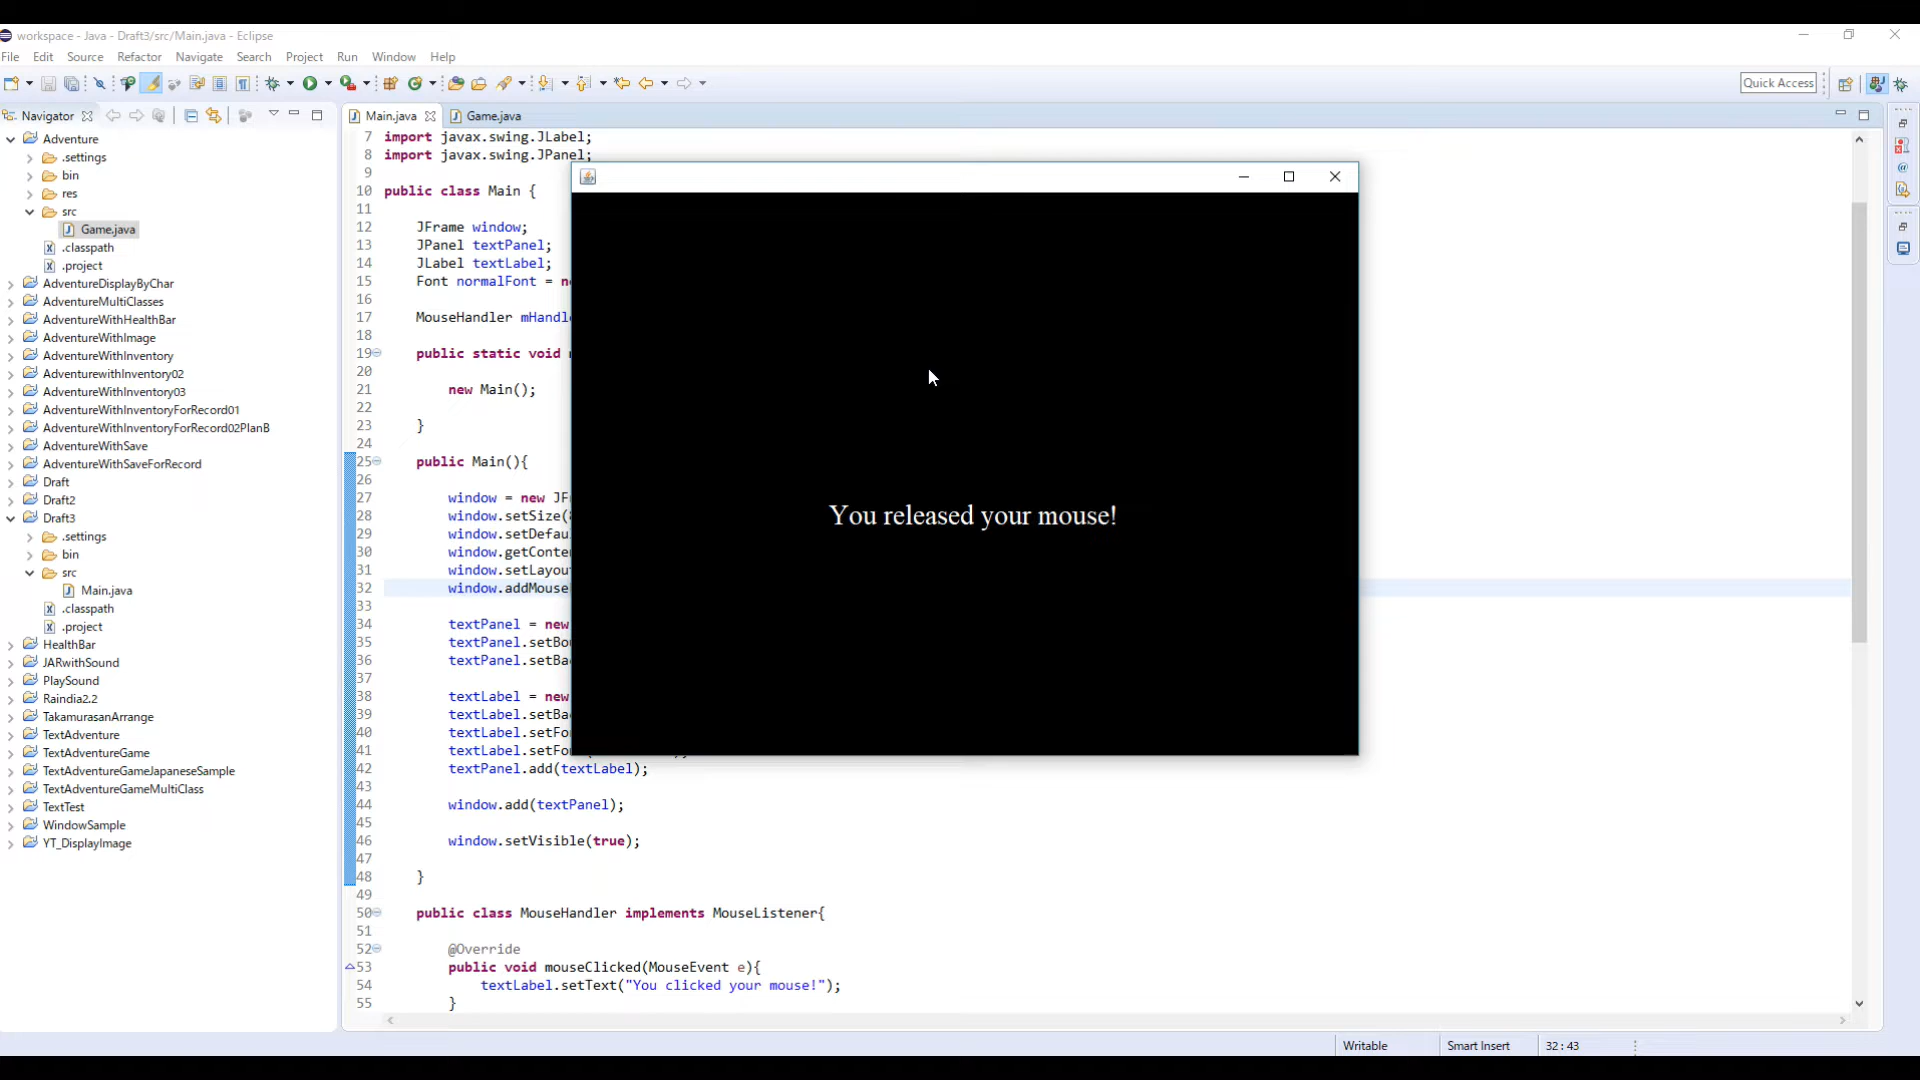 workspace - Java - Draft3/src/Main.java - Eclipse
File Edit Source Refactor Navigate Search Project Run Window Help
Quick Access
Navigator
Main.java
Game.java
Adventure
.settings
bin
res
src
Game.java
.classpath
.project
AdventureDisplayByChar
AdventureMultiClasses
AdventureWithHealthBar
AdventureWithImage
AdventureWithInventory
AdventurewithInventory02
AdventureWithInventory03
AdventureWithInventoryForRecord01
AdventureWithInventoryForRecord02PlanB
AdventureWithSave
AdventureWithSaveForRecord
Draft
Draft2
Draft3
.settings
bin
src
Main.java
.classpath
.project
HealthBar
JARwithSound
PlaySound
Raindia2.2
TakamurasanArrange
TextAdventure
TextAdventureGame
TextAdventureGameJapaneseSample
TextAdventureGameMultiClass
TextTest
WindowSample
YT_DisplayImage
7 import javax.swing.JLabel;
8 import javax.swing.JPanel;
9
10 public class Main {
11
12 JFrame window;
13 JPanel textPanel;
14 JLabel textLabel;
15 Font normalFont = n
16
17 MouseHandler mHandl
18
19 public static void
20
21 new Main();
22
23 }
24
25 public Main(){
26
27 window = new JF
28 window.setSize(
29 window.setDefau
30 window.getConte
31 window.setLayou
32 window.addMouse
33
34 textPanel = new
35 textPanel.setBo
36 textPanel.setBa
37
38 textLabel = new
39 textLabel.setBa
40 textLabel.setFo
41 textLabel.setFo
42 textPanel.add(textLabel);
43
44 window.add(textPanel);
45
46 window.setVisible(true);
47
48 }
49
50 public class MouseHandler implements MouseListener{
51
52 @Override
53 public void mouseClicked(MouseEvent e){
54 textLabel.setText("You clicked your mouse!");
55 }
You released your mouse!
Writable Smart Insert 32 : 43